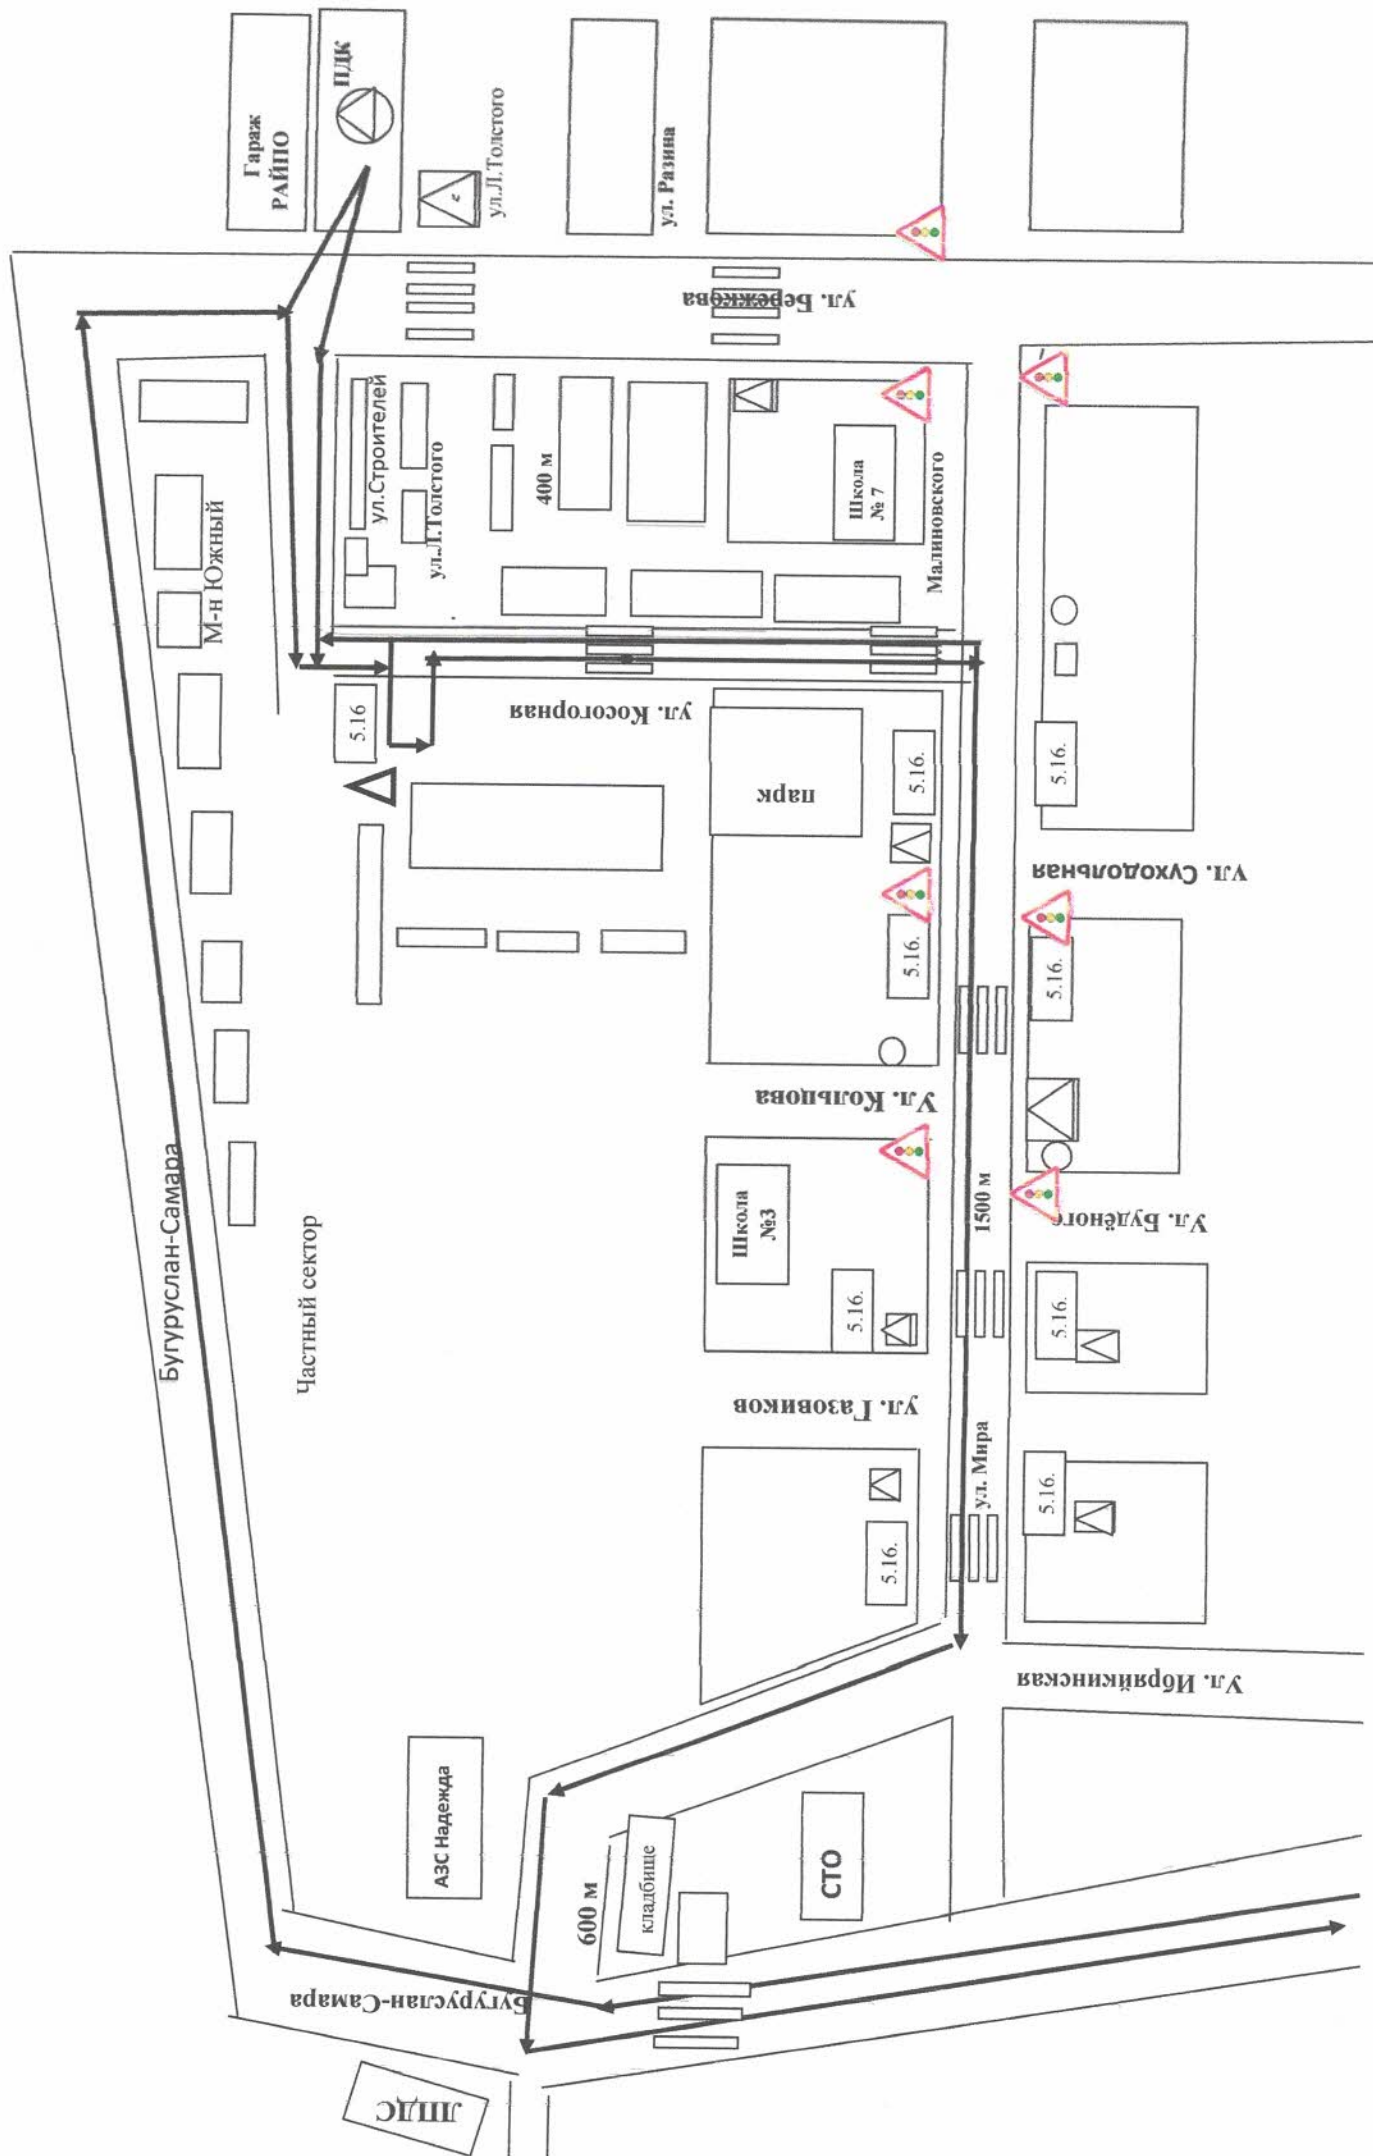 Гараж
РАЙПО
ПДК
ул.Л.Толстого
ул. Разина
ул. Бережкова
М-н Южный
ул.Строителей
ул.Л.Толстого
400 м
Школа
№ 7
Малиновского
5.16
ул. Косогорная
парк
5.16.
5.16.
ул. Суходольная
5.16.
5.16.
Бугуруслан-Самара
Частный сектор
Ул. Кольцова
Школа
№3
5.16.
1500 м
Ул. Будёного
5.16.
ул. Газовиков
ул. Мира
5.16.
5.16.
Ул. Ибряйкинская
АЗС Надежда
600 м
кладбище
СТО
Бугуруслан-Самара
ЛПДС